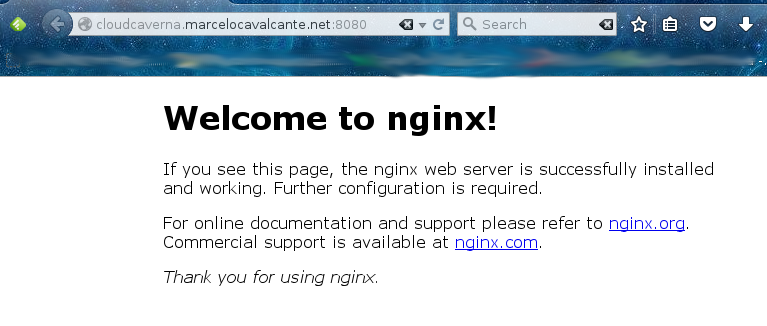 cloudcaverna.marcelocavalcante.net:8080 Search
Welcome to nginx!
If you see this page, the nginx web server is successfully installed
and working. Further configuration is required.
For online documentation and support please refer to nginx.org.
Commercial support is available at nginx.com.
Thank you for using nginx.